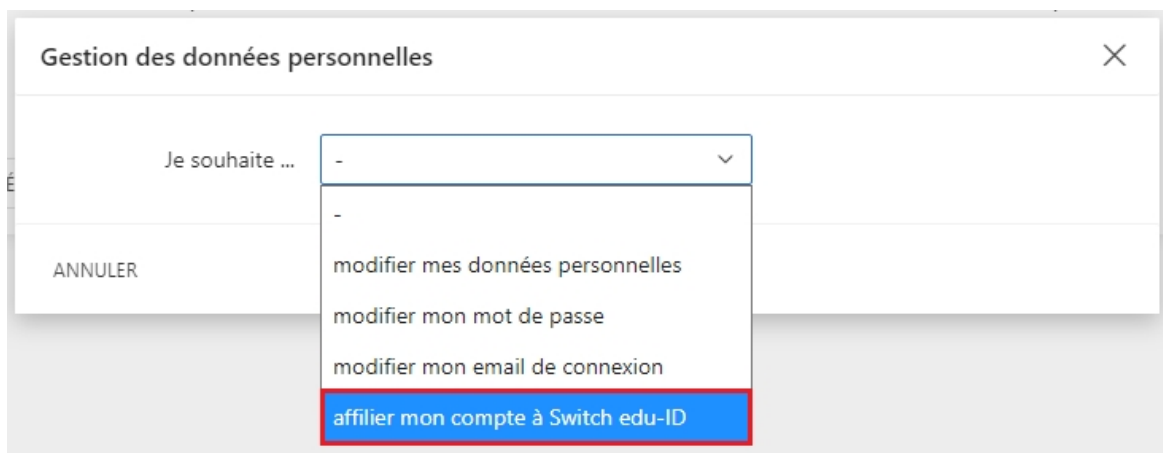 Gestion des données personnelles
Je souhaite ... -
-
modifier mes données personnelles
ANNULER
modifier mon mot de passe
modifier mon email de connexion
affilier mon compte à Switch edu-ID